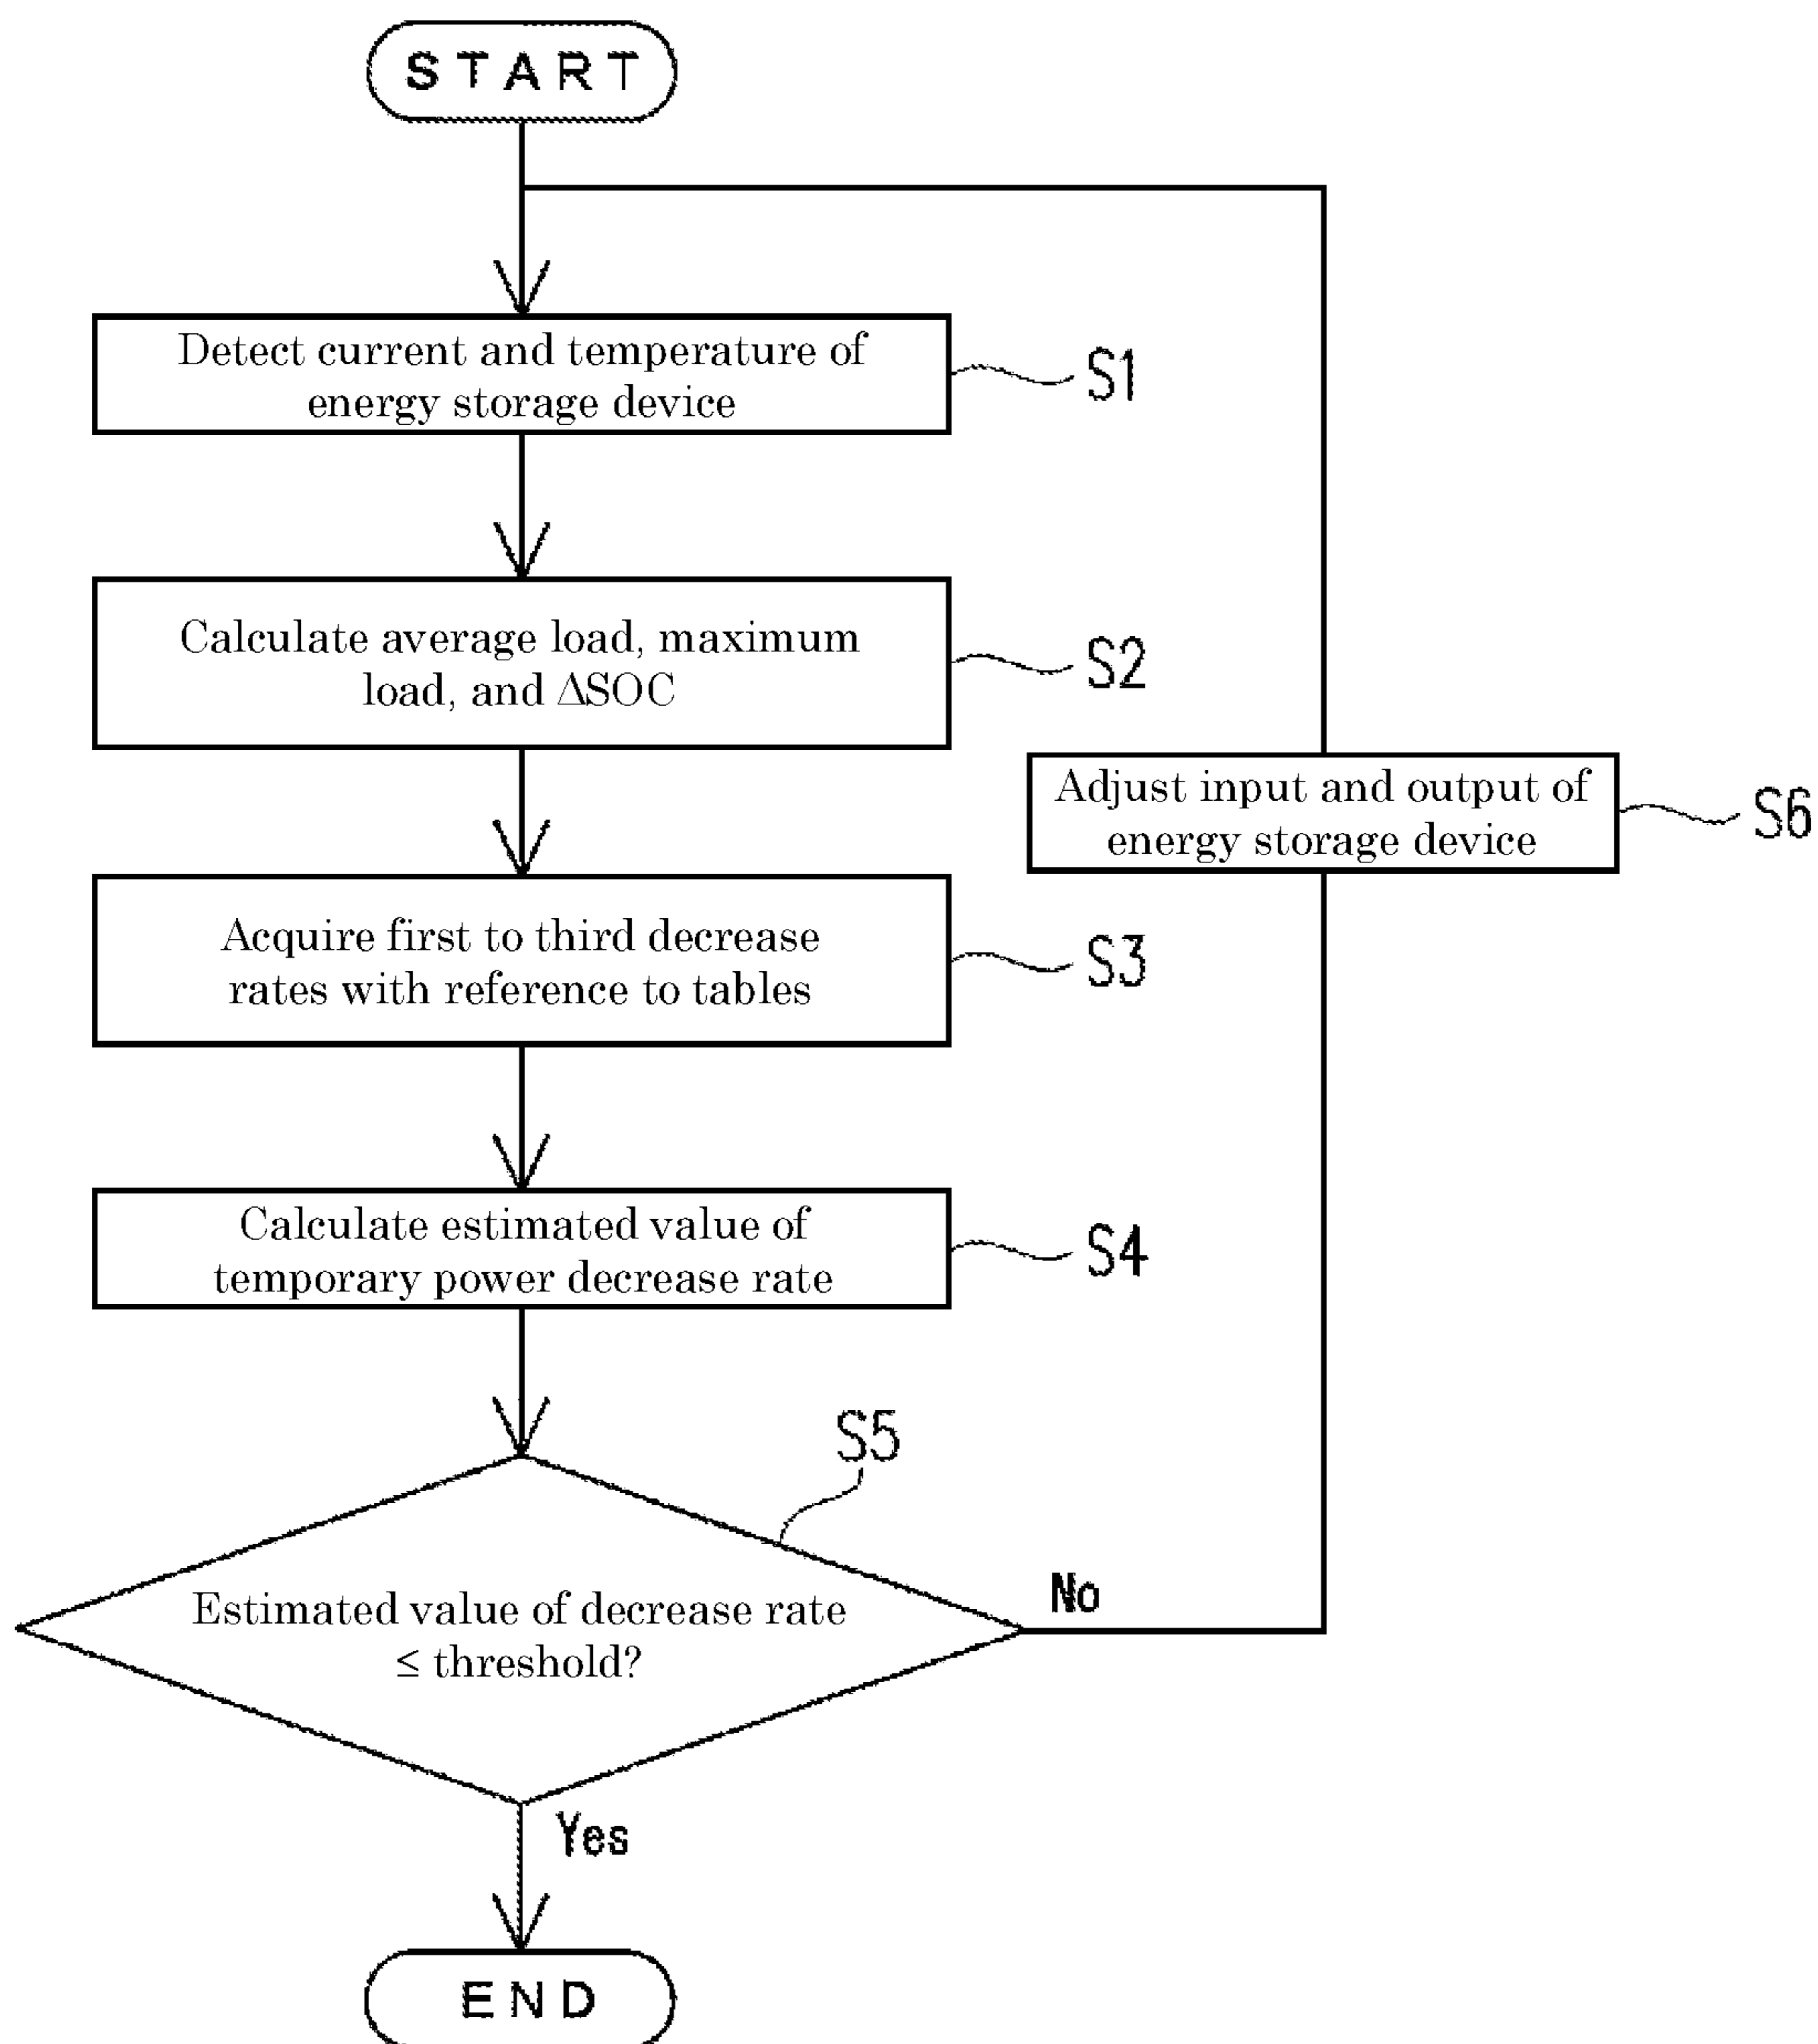 START
Detect current and temperature of
energy storage device
S1
Calculate average load, maximum
load, and ΔSOC
S2
Adjust input and output of
energy storage device
S6
Acquire first to third decrease
rates with reference to tables
S3
Calculate estimated value of
temporary power decrease rate
S4
S5
Estimated value of decrease rate
≤ threshold?
No
Yes
END